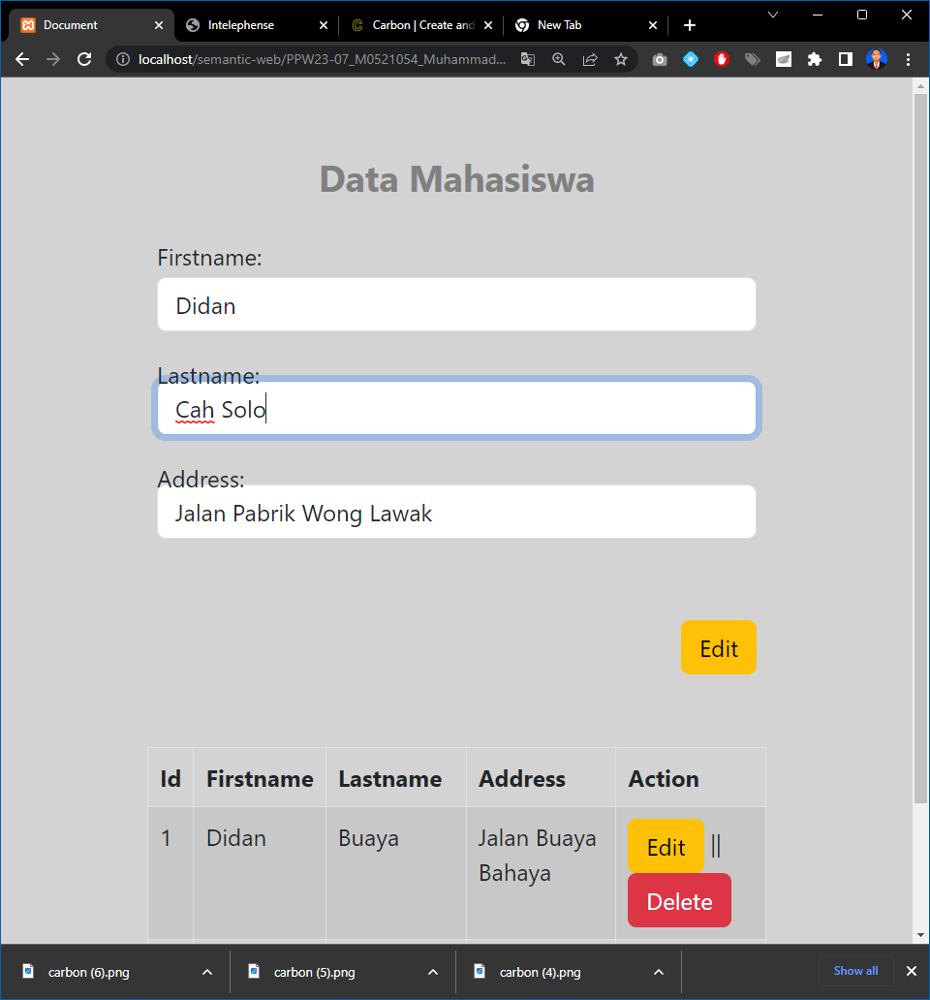 Document
Intelephense
Carbon | Create and
New Tab
localhost/semantic-web/PPW23-07_M0521054_Muhammad...
Data Mahasiswa
Firstname:
Didan
Lastname:
Cah Solo
Address:
Jalan Pabrik Wong Lawak
Edit
Id Firstname Lastname Address Action
1 Didan Buaya Jalan Buaya Edit ||
Bahaya Delete
carbon (6).png carbon (5).png carbon (4).png Show all